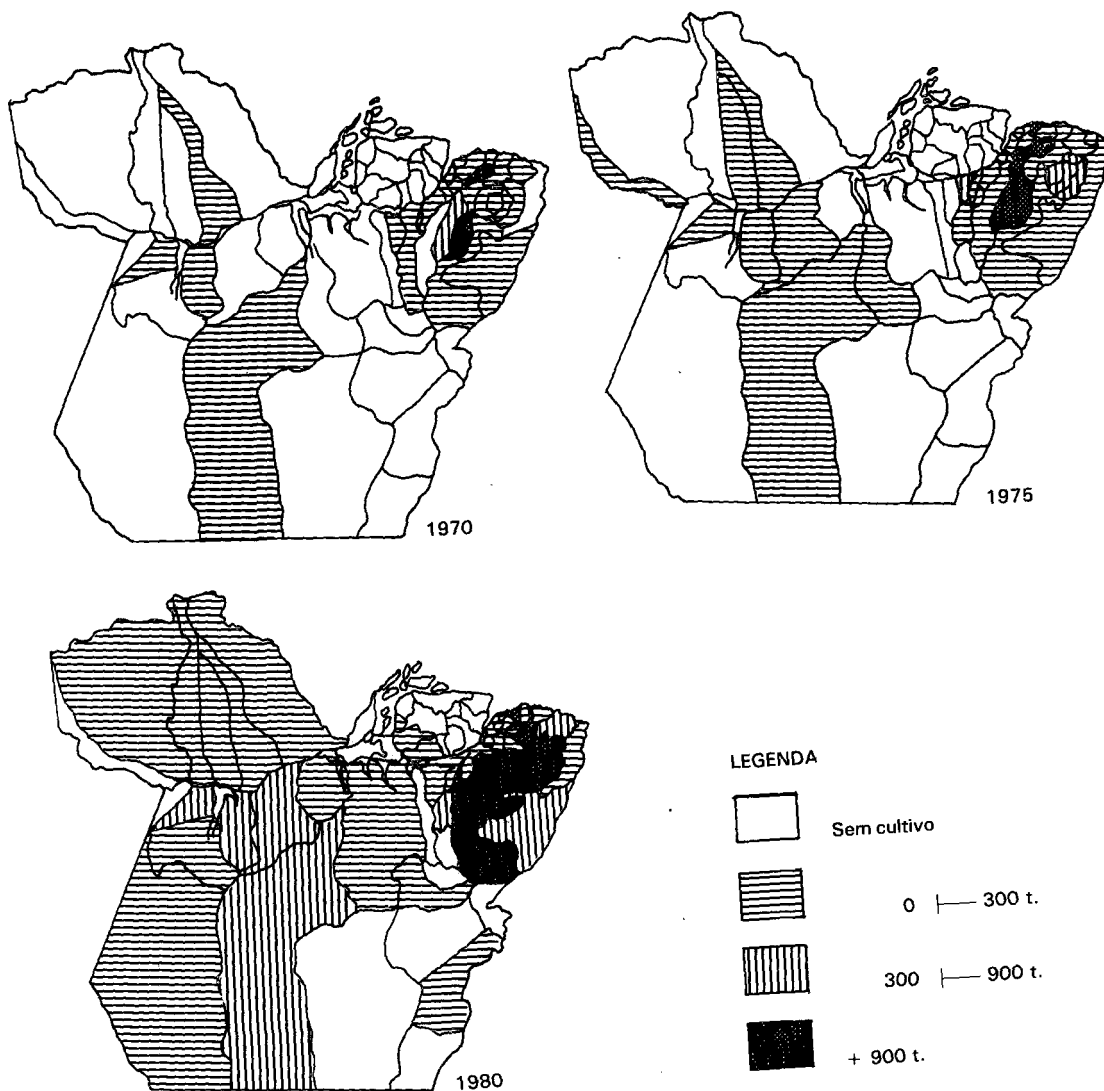 1970
1975
1980
LEGENDA
Sem cultivo
0 ├── 300 t.
300 ├── 900 t.
+ 900 t.